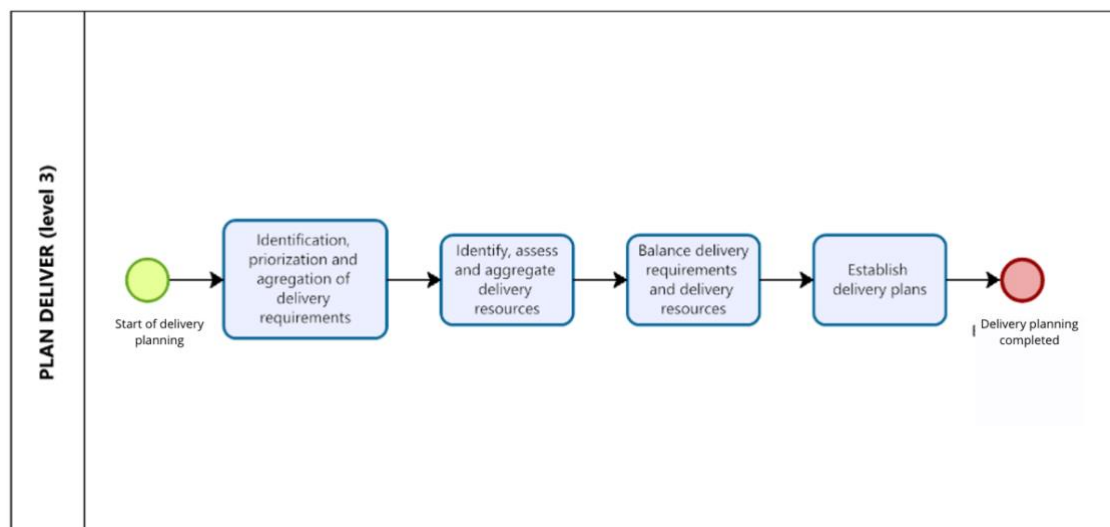 PLAN DELIVER (level 3)
Start of delivery
planning
Identification,
priorization and
agregation of
delivery
requirements
Identify, assess
and aggregate
delivery
resources
Balance delivery
requirements
and delivery
resources
Establish
delivery plans
Delivery planning
completed